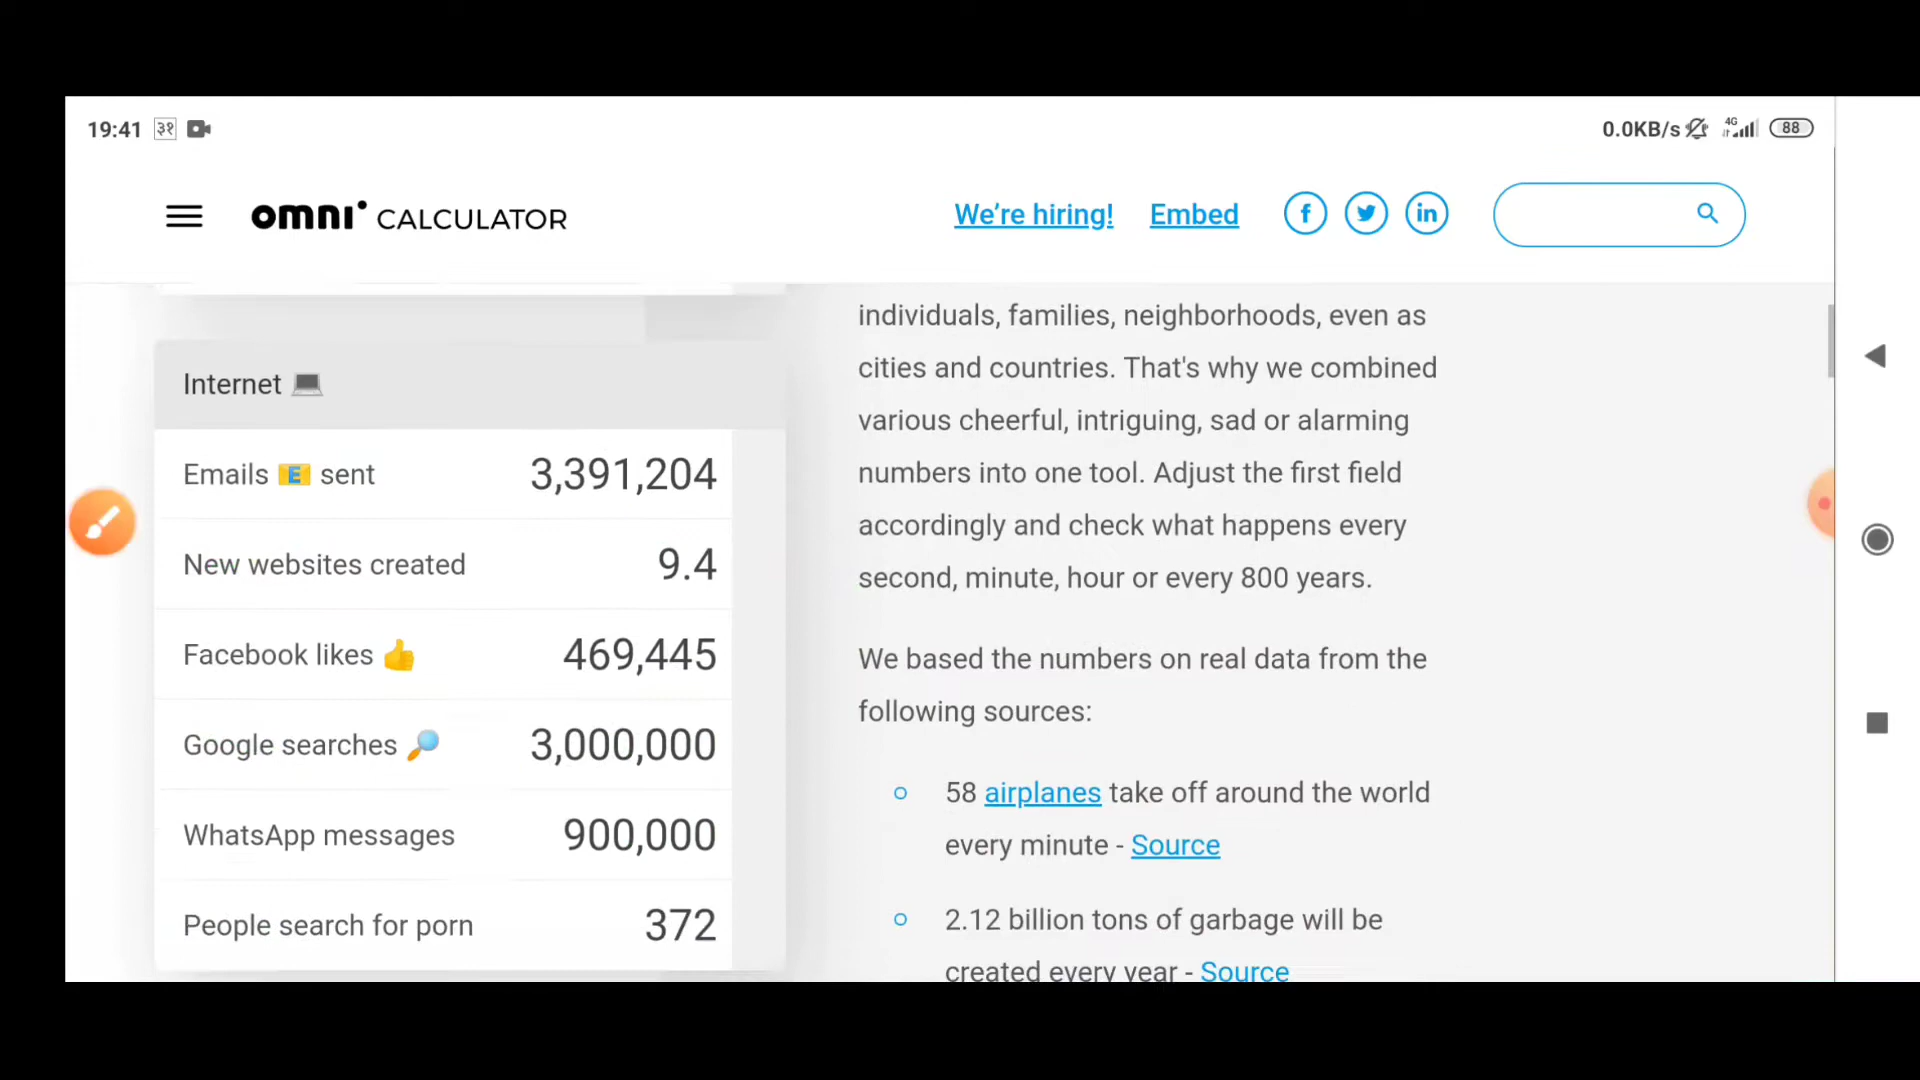 19:41 ३१ 0.0KB/s 4G 88
omni CALCULATOR We're hiring! Embed f in
individuals, families, neighborhoods, even as
cities and countries. That's why we combined
various cheerful, intriguing, sad or alarming
numbers into one tool. Adjust the first field
accordingly and check what happens every
second, minute, hour or every 800 years.
We based the numbers on real data from the
following sources:
58 airplanes take off around the world
every minute - Source
2.12 billion tons of garbage will be
created every year - Source
Internet
Emails E sent 3,391,204
New websites created 9.4
Facebook likes 469,445
Google searches 3,000,000
WhatsApp messages 900,000
People search for porn 372